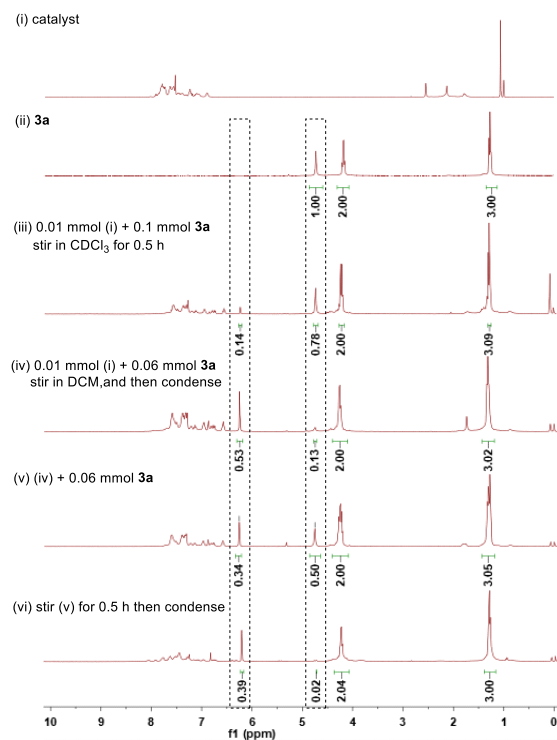 (i) catalyst
(ii) 3a
1.00
2.00
3.00
(iii) 0.01 mmol (i) + 0.1 mmol 3a
stir in CDCl₃ for 0.5 h
0.14
0.78
2.00
3.09
(iv) 0.01 mmol (i) + 0.06 mmol 3a
stir in DCM,and then condense
0.53
0.13
2.00
3.02
(v) (iv) + 0.06 mmol 3a
0.34
0.50
2.00
3.05
(vi) stir (v) for 0.5 h then condense
0.39
0.02
2.04
3.00
10 9 8 7 6 5 4 3 2 1 0
f1 (ppm)